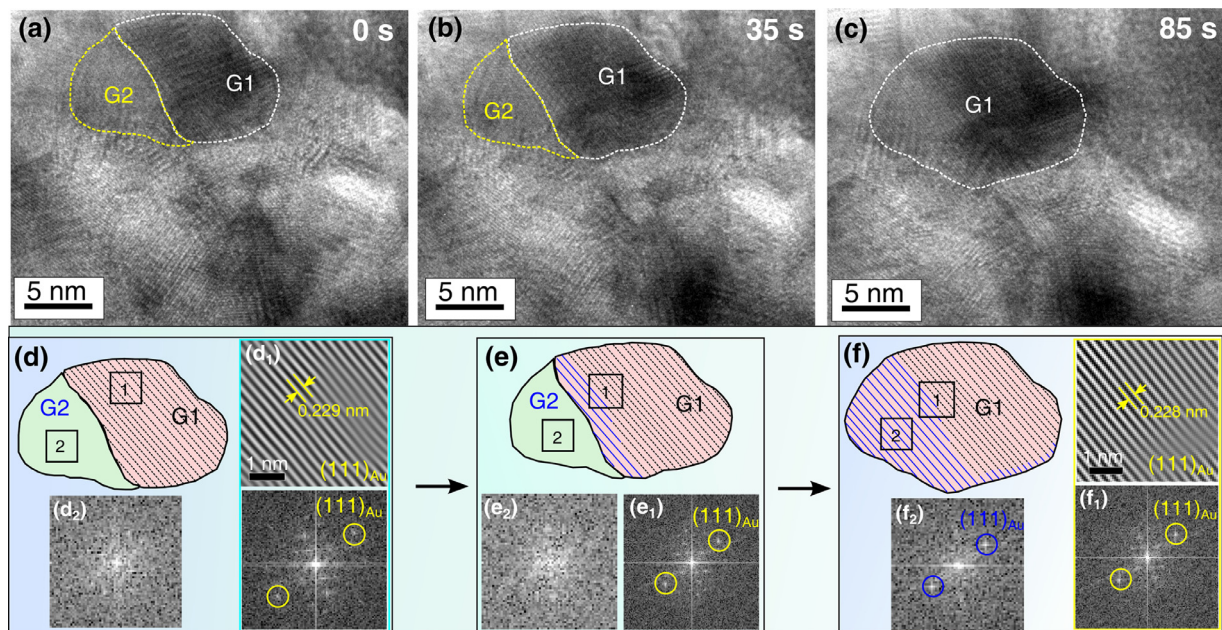 (a) 0 s
G2
G1
5 nm
(b) 35 s
G2
G1
5 nm
(c) 85 s
G1
5 nm
(d)
1
G2
G1
2
(d1)
0.229 nm
1 nm
(111)Au
(d2)
(111)Au
(e)
1
G2
G1
2
(e2)
(e1)
(111)Au
(f)
1
G1
2
0.228 nm
(111)Au
(f2)
(111)Au
(f1)
(111)Au